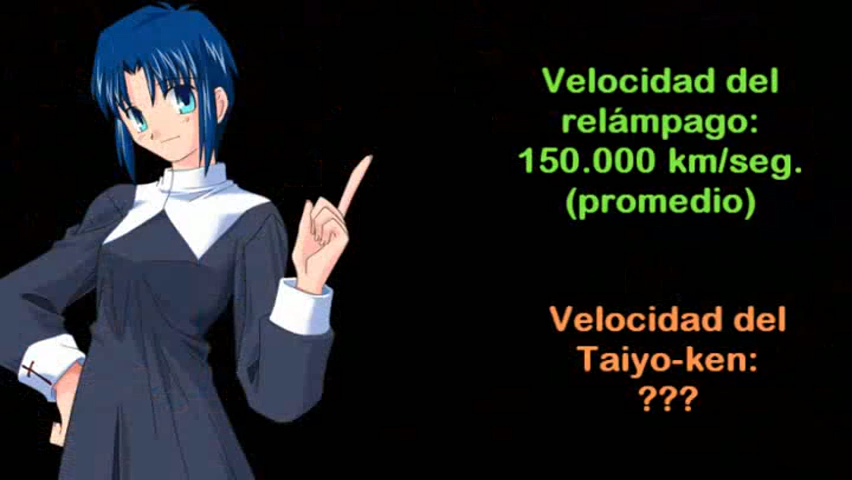 Velocidad del
relámpago:
150.000 km/seg.
(promedio)
Velocidad del
Taiyo-ken:
???